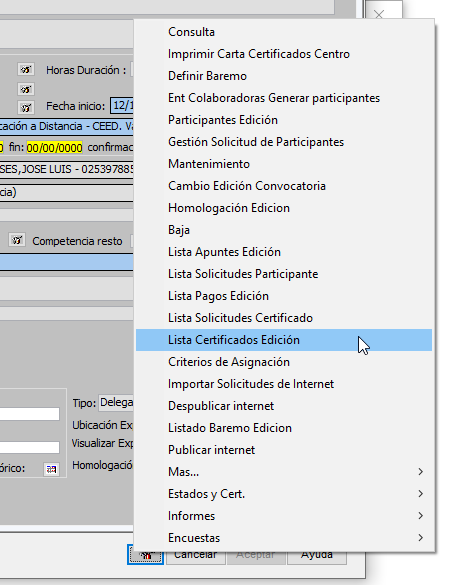 Horas Duración :
Fecha inicio: 12/1
cación a Distancia - CEED. Va
fin: 00/00/0000 confirmac
SES,JOSE LUIS - 025397885
cia)
Competencia resto
Tipo: Delega
Ubicación Exp
Visualizar Exp
órico:
Homologació
Consulta
Imprimir Carta Certificados Centro
Definir Baremo
Ent Colaboradoras Generar participantes
Participantes Edición
Gestión Solicitud de Participantes
Mantenimiento
Cambio Edición Convocatoria
Homologación Edicion
Baja
Lista Apuntes Edición
Lista Solicitudes Participante
Lista Pagos Edición
Lista Solicitudes Certificado
Lista Certificados Edición
Criterios de Asignación
Importar Solicitudes de Internet
Despublicar internet
Listado Baremo Edicion
Publicar internet
Mas...
Estados y Cert.
Informes
Encuestas
Cancelar
Aceptar
Ayuda